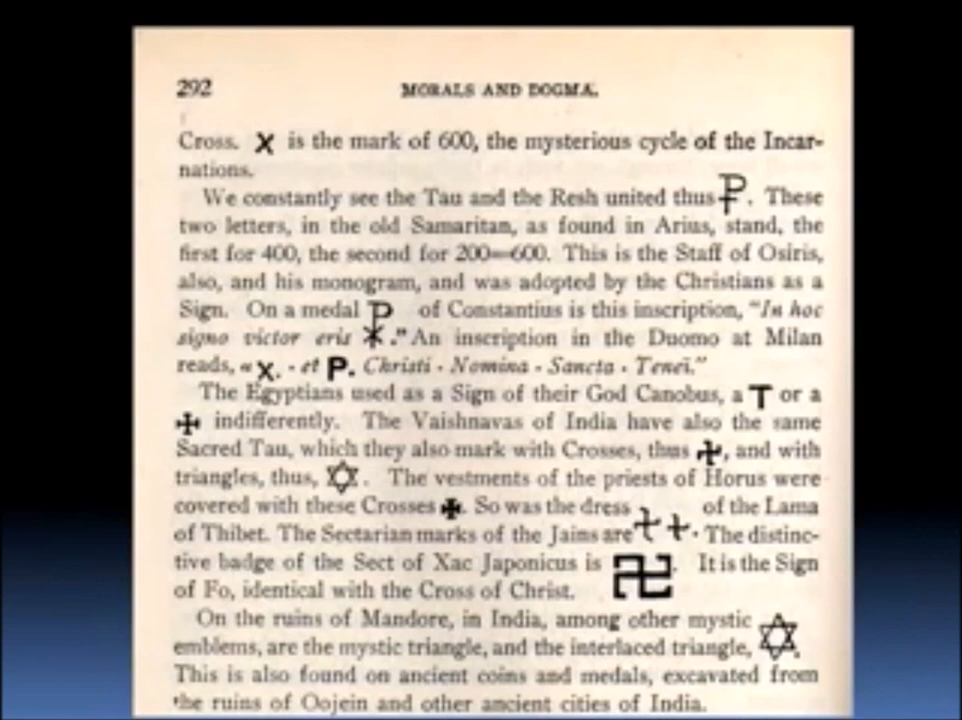 292 MORALS AND DOGMA.
Cross. X is the mark of 600, the mysterious cycle of the Incar-
nations.
We constantly see the Tau and the Resh united thus ⳨. These
two letters, in the old Samaritan, as found in Arius, stand, the
first for 400, the second for 200=600. This is the Staff of Osiris,
also, and his monogram, and was adopted by the Christians as a
Sign. On a medal of Constantius is this inscription, "In hoc
signo victor eris ☧." An inscription in the Duomo at Milan
reads, "X. - et P. Christi - Nomina - Sancta - Tenei."
The Egyptians used as a Sign of their God Canobus, a T or a
✠ indifferently. The Vaishnavas of India have also the same
Sacred Tau, which they also mark with Crosses, thus 卐, and with
triangles, thus, ✡. The vestments of the priests of Horus were
covered with these Crosses ✠. So was the dress of the Lama
of Thibet. The Sectarian marks of the Jains are 卐. The distinc-
tive badge of the Sect of Xac Japonicus is 卍. It is the Sign
of Fo, identical with the Cross of Christ.
On the ruins of Mandore, in India, among other mystic
emblems, are the mystic triangle, and the interlaced triangle, ✡.
This is also found on ancient coins and medals, excavated from
the ruins of Oojein and other ancient cities of India.